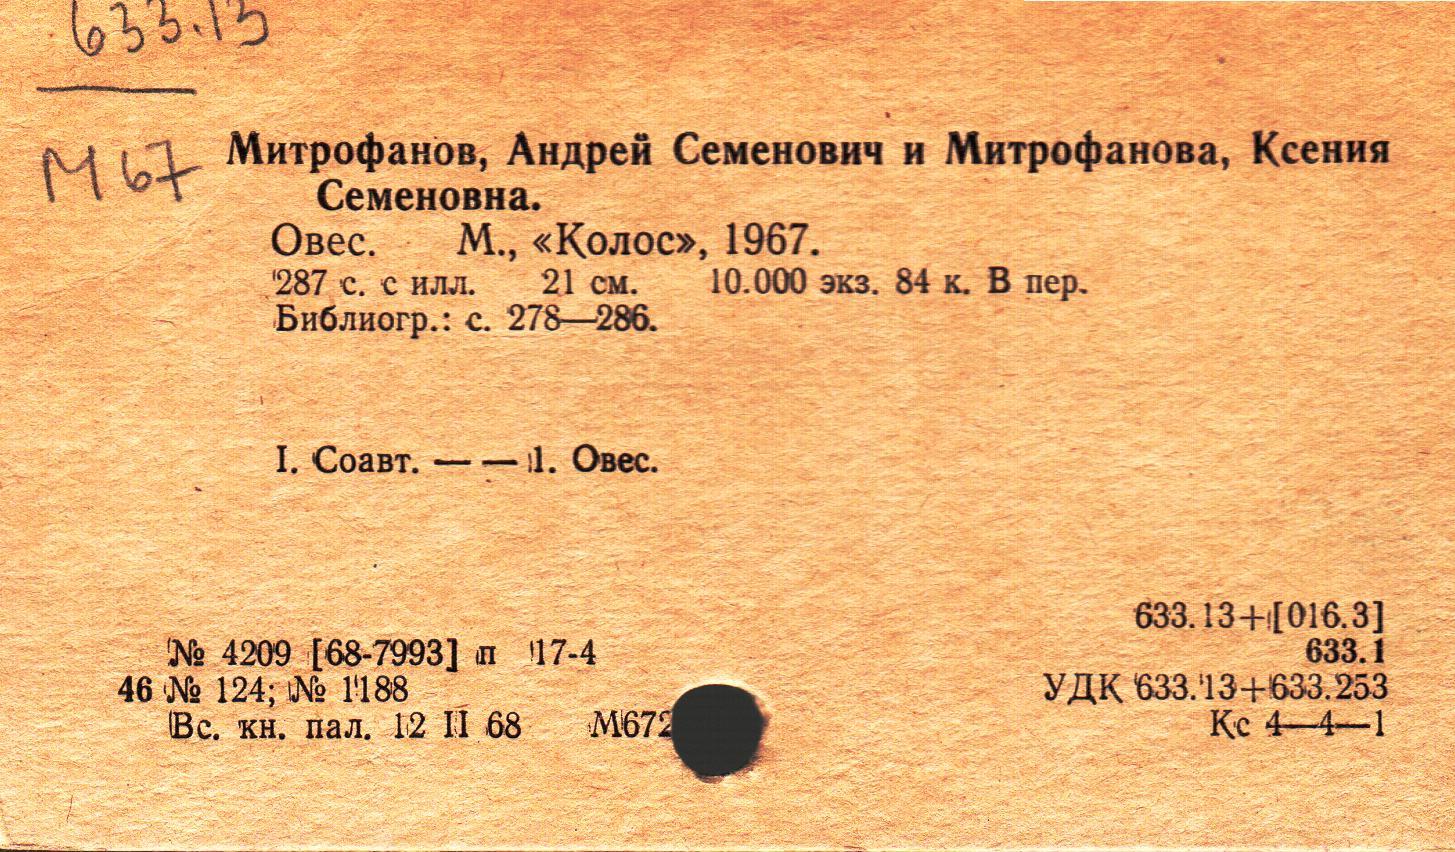 633.13
М67
Митрофанов, Андрей Семенович и Митрофанова, Ксения
Семеновна.
Овес. М., «Колос», 1967.
287 с. с илл. 21 см. 10.000 экз. 84 к. В пер.
Библиогр.: с. 278—286.
I. Соавт. — — 1. Овес.
633.13+[016.3]
№ 4209 [68-7993] п 17-4
633.1
46 № 124; № 1188
УДК 633.13+633.253
Вс. кн. пал. 12 II 68 М672
Кс 4—4—1